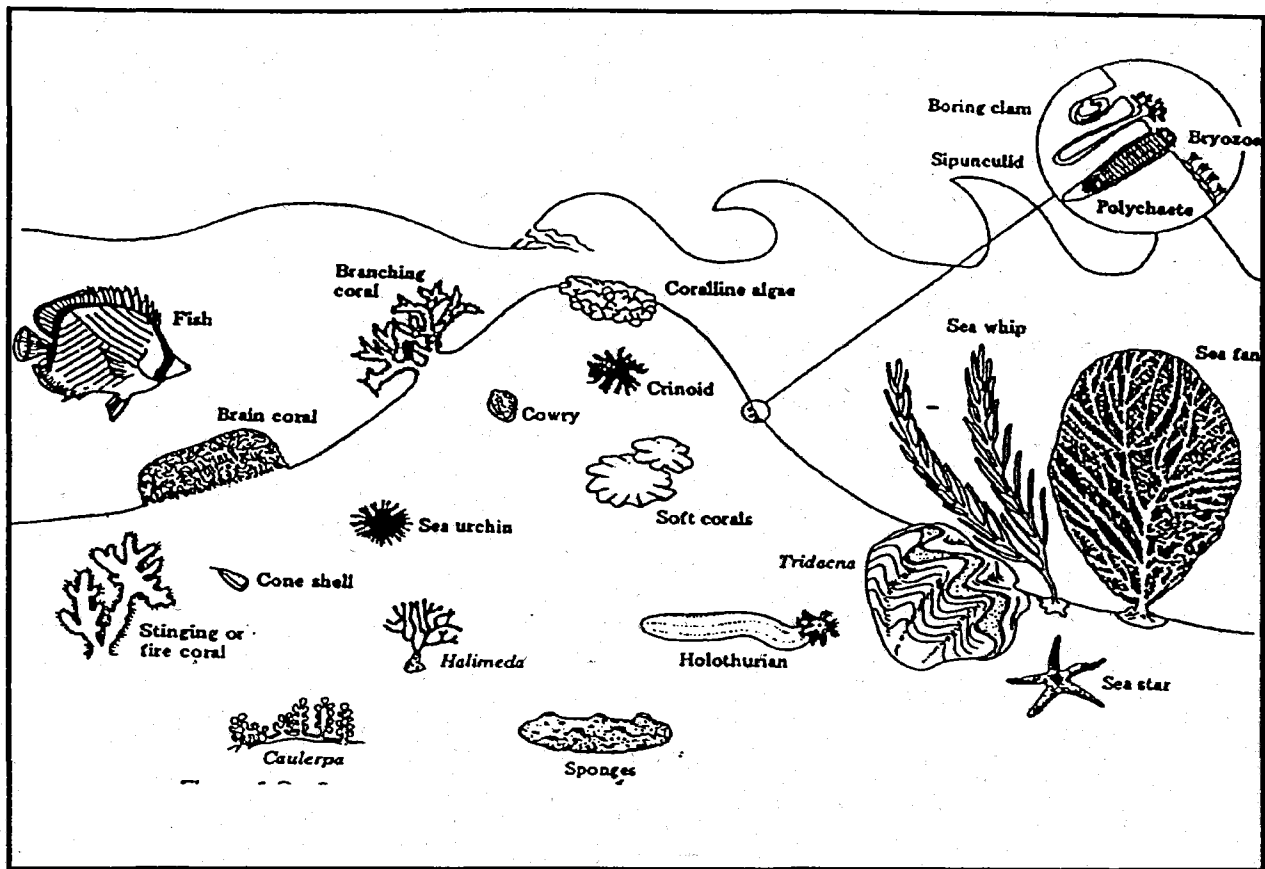 Boring clam
Bryozoa
Sipunculid
Polychaete
Branching
coral
Coralline algae
Fish
Sea whip
Sea fan
Crinoid
Cowry
Brain coral
Soft corals
Sea urchin
Tridacna
Cone shell
Stinging or
fire coral
Halimeda
Holothurian
Sea star
Caulerpa
Sponges